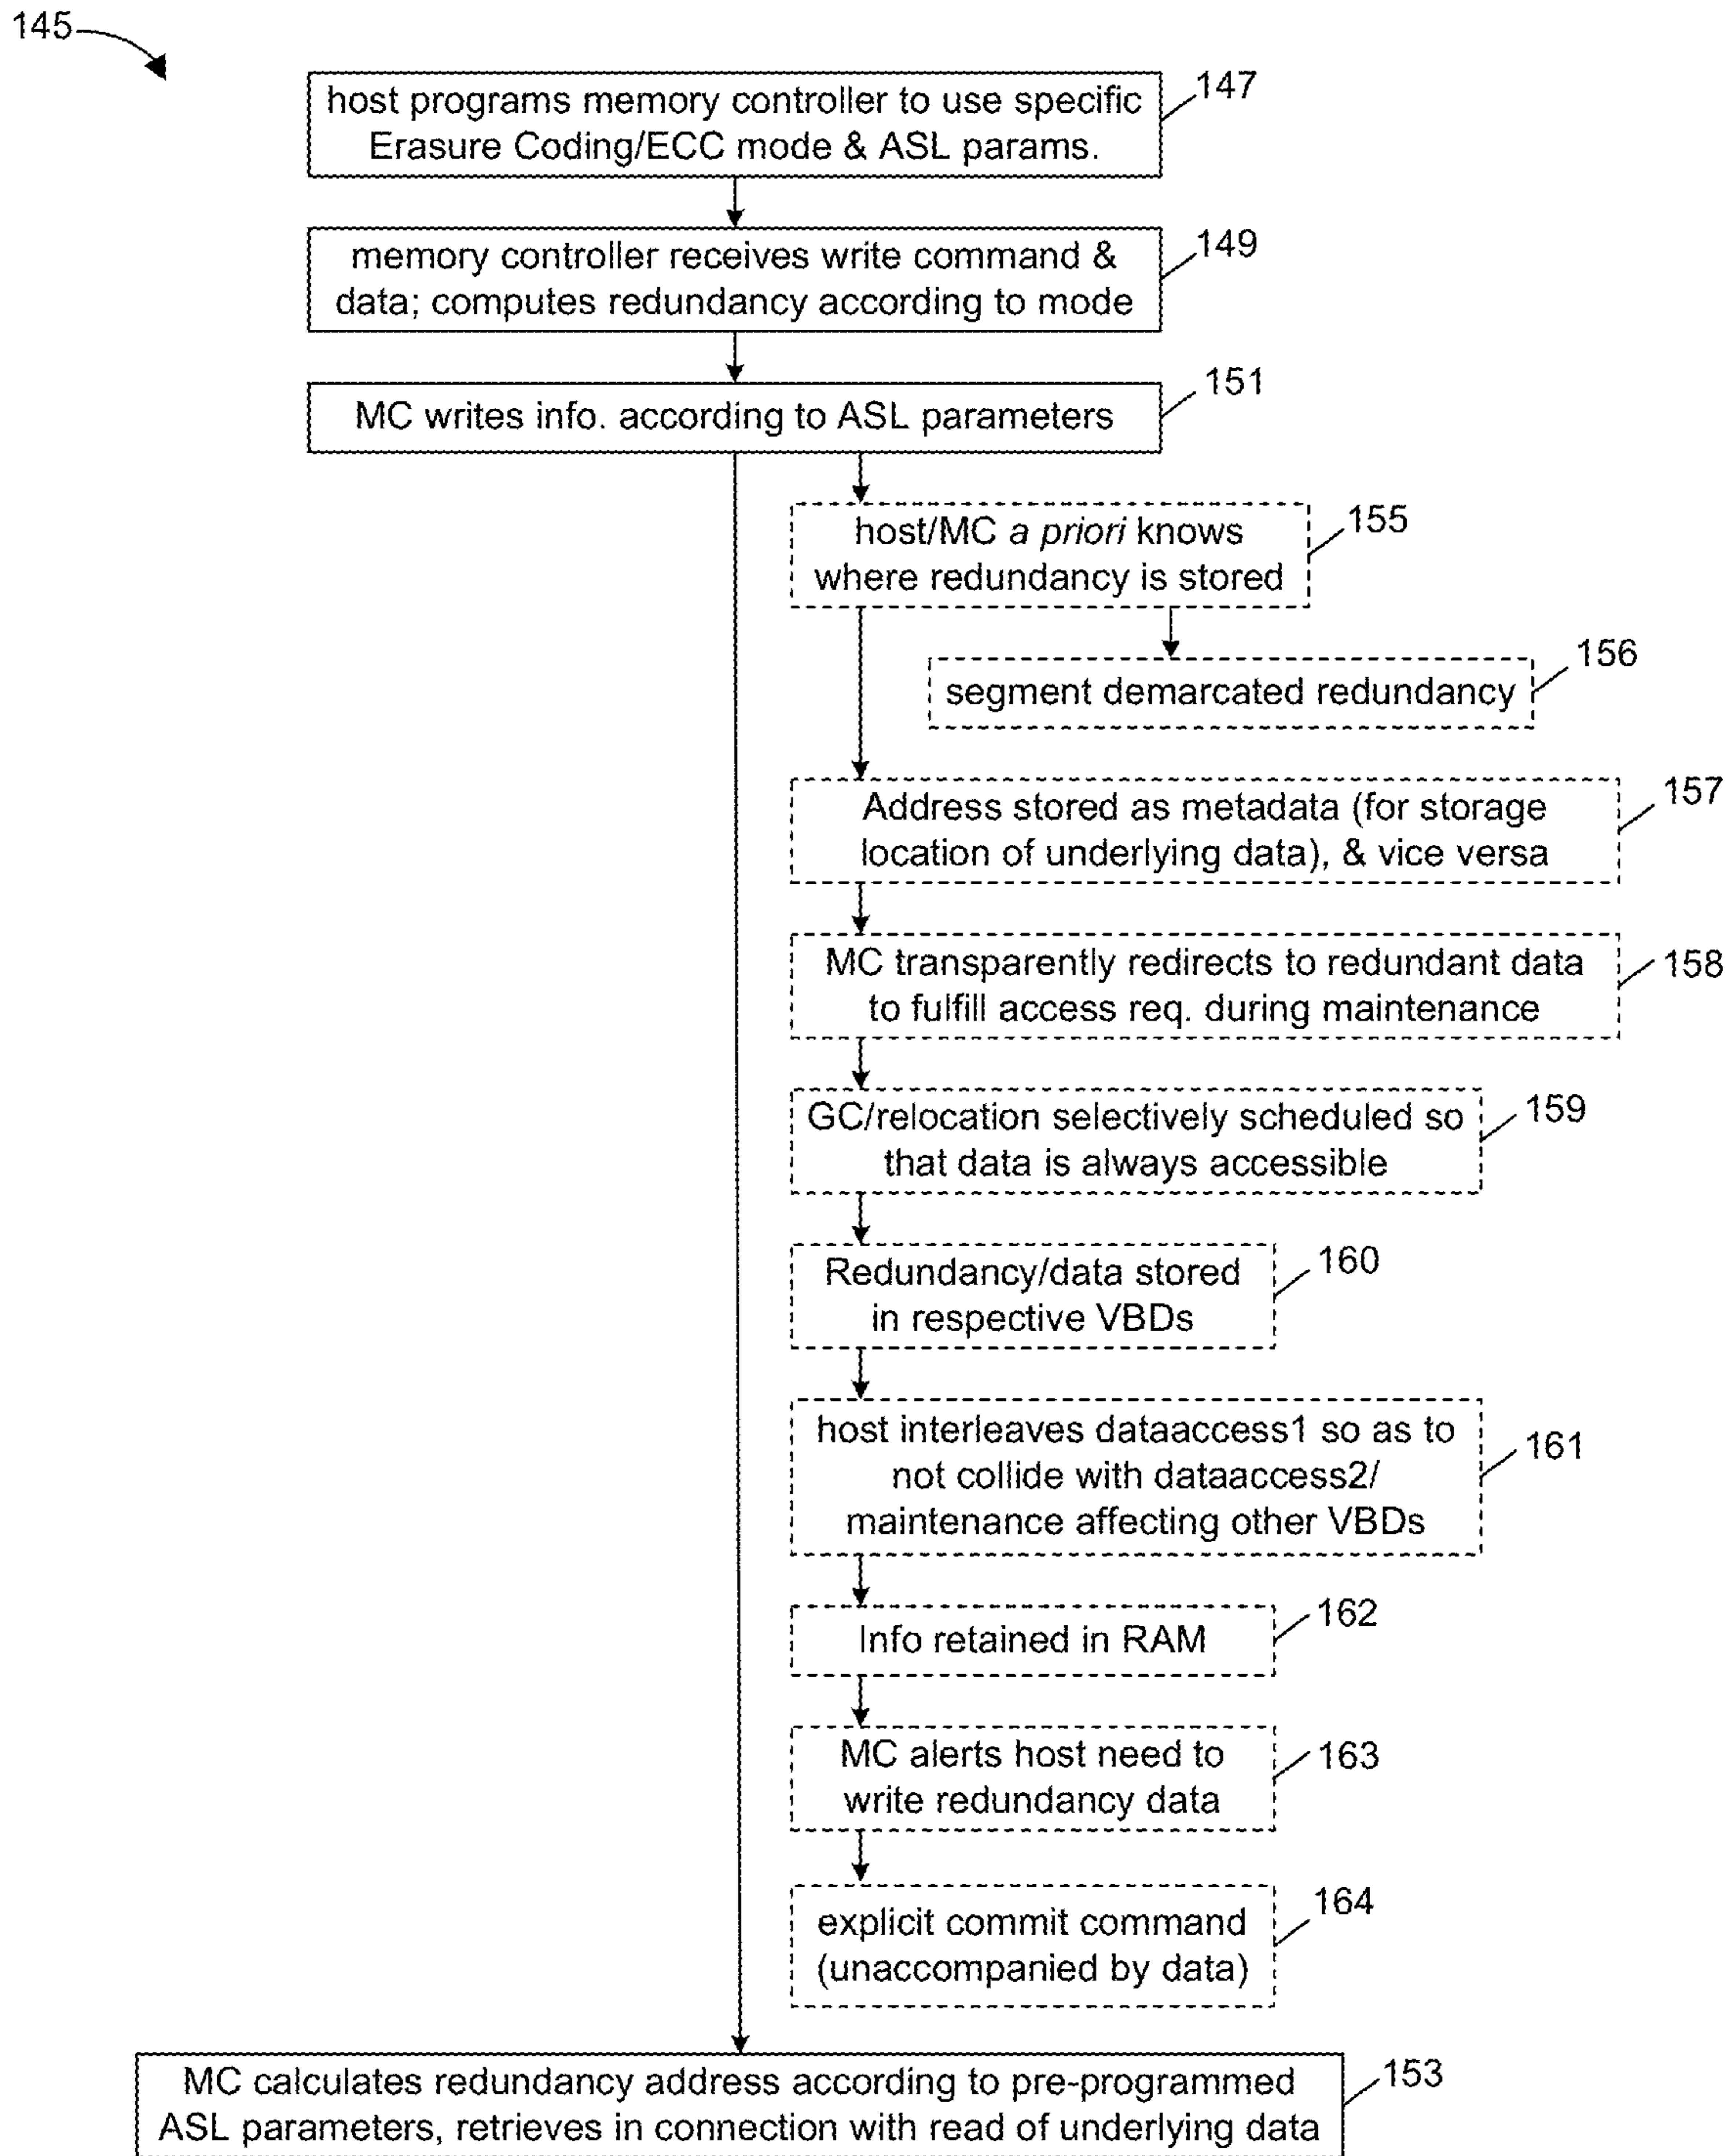 145
host programs memory controller to use specific
Erasure Coding/ECC mode & ASL params.
147
memory controller receives write command &
data; computes redundancy according to mode
149
MC writes info. according to ASL parameters
151
host/MC a priori knows
where redundancy is stored
155
segment demarcated redundancy
156
Address stored as metadata (for storage
location of underlying data), & vice versa
157
MC transparently redirects to redundant data
to fulfill access req. during maintenance
158
GC/relocation selectively scheduled so
that data is always accessible
159
Redundancy/data stored
in respective VBDs
160
host interleaves dataaccess1 so as to
not collide with dataaccess2/
maintenance affecting other VBDs
161
Info retained in RAM
162
MC alerts host need to
write redundancy data
163
explicit commit command
(unaccompanied by data)
164
MC calculates redundancy address according to pre-programmed
ASL parameters, retrieves in connection with read of underlying data
153